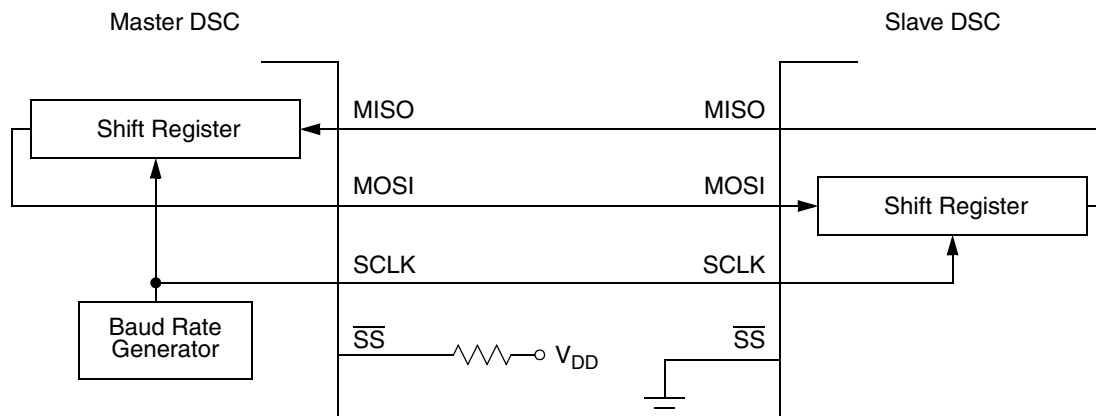 Master DSC
Slave DSC
MISO
MISO
Shift Register
MOSI
MOSI
Shift Register
SCLK
SCLK
Baud Rate
Generator
SS
VDD
SS